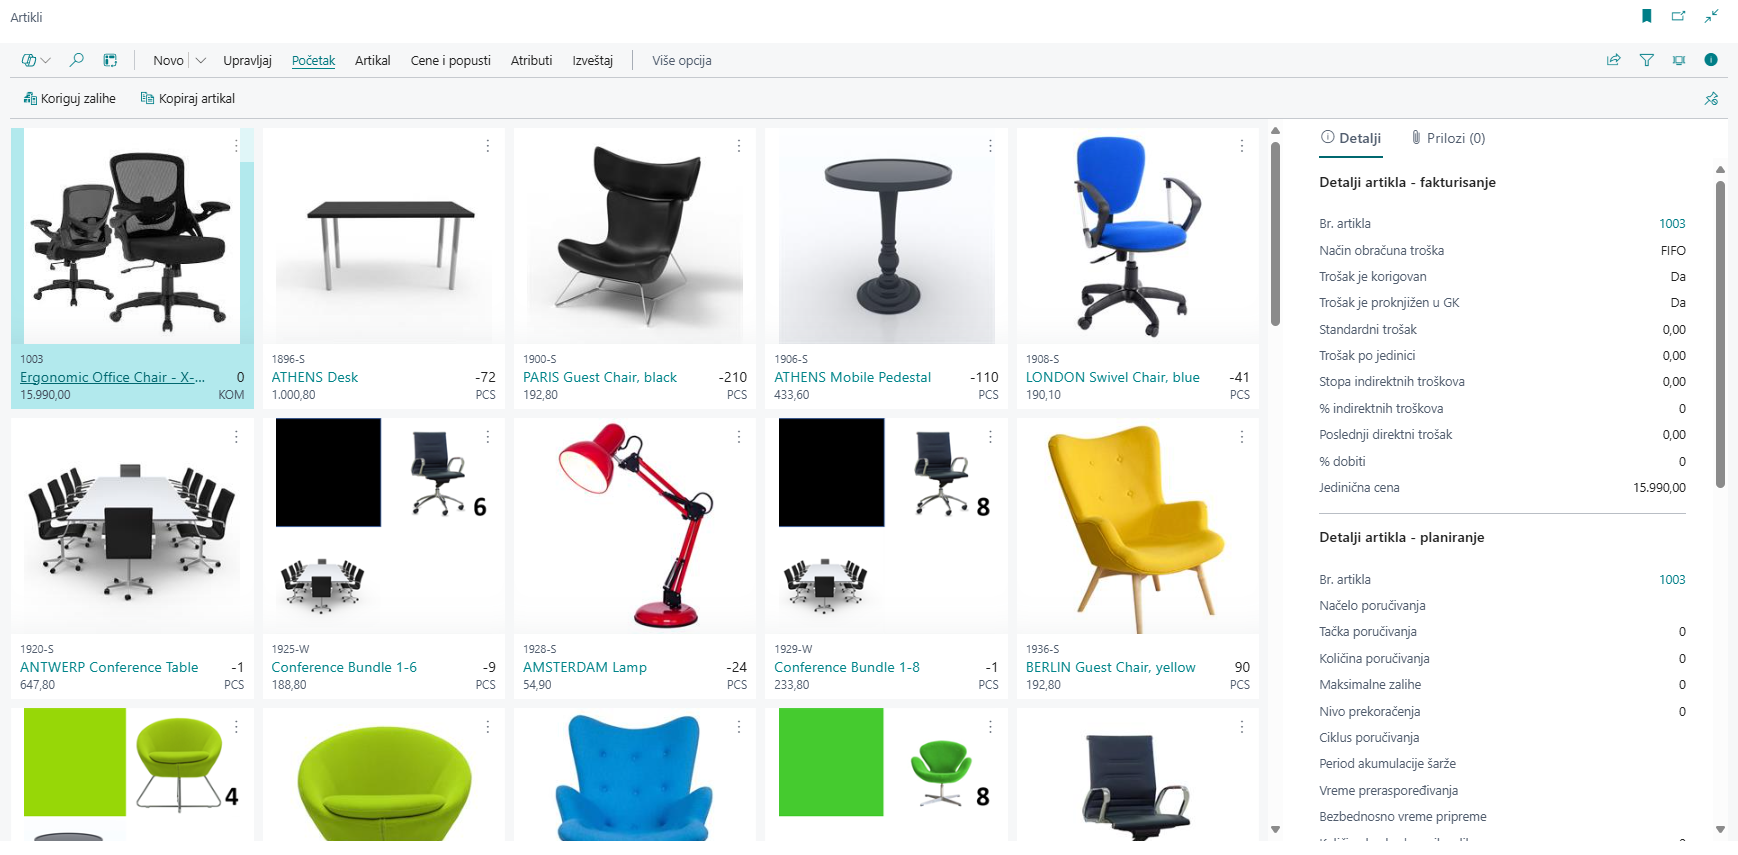 Artikli
Novo
Upravljaj
Početak
Artikal
Cene i popusti
Atributi
Izveštaj
Više opcija
Koriguj zalihe
Kopiraj artikal
1003
Ergonomic Office Chair - X-... 0
15.990,00 KOM
1896-S
ATHENS Desk -72
1.000,80 PCS
1900-S
PARIS Guest Chair, black -210
192,80 PCS
1906-S
ATHENS Mobile Pedestal -110
433,60 PCS
1908-S
LONDON Swivel Chair, blue -41
190,10 PCS
1920-S
ANTWERP Conference Table -1
647,80 PCS
6
1925-W
Conference Bundle 1-6 -9
188,80 PCS
1928-S
AMSTERDAM Lamp -24
54,90 PCS
8
1929-W
Conference Bundle 1-8 -1
233,80 PCS
1936-S
BERLIN Guest Chair, yellow 90
192,80 PCS
4
8
Detalji
Prilozi (0)
Detalji artikla - fakturisanje
Br. artikla 1003
Način obračuna troška FIFO
Trošak je korigovan Da
Trošak je proknjižen u GK Da
Standardni trošak 0,00
Trošak po jedinici 0,00
Stopa indirektnih troškova 0,00
% indirektnih troškova 0
Poslednji direktni trošak 0,00
% dobiti 0
Jedinična cena 15.990,00
Detalji artikla - planiranje
Br. artikla 1003
Načelo poručivanja
Tačka poručivanja 0
Količina poručivanja 0
Maksimalne zalihe 0
Nivo prekoračenja 0
Ciklus poručivanja
Period akumulacije šarže
Vreme preraspoređivanja
Bezbednosno vreme pripreme